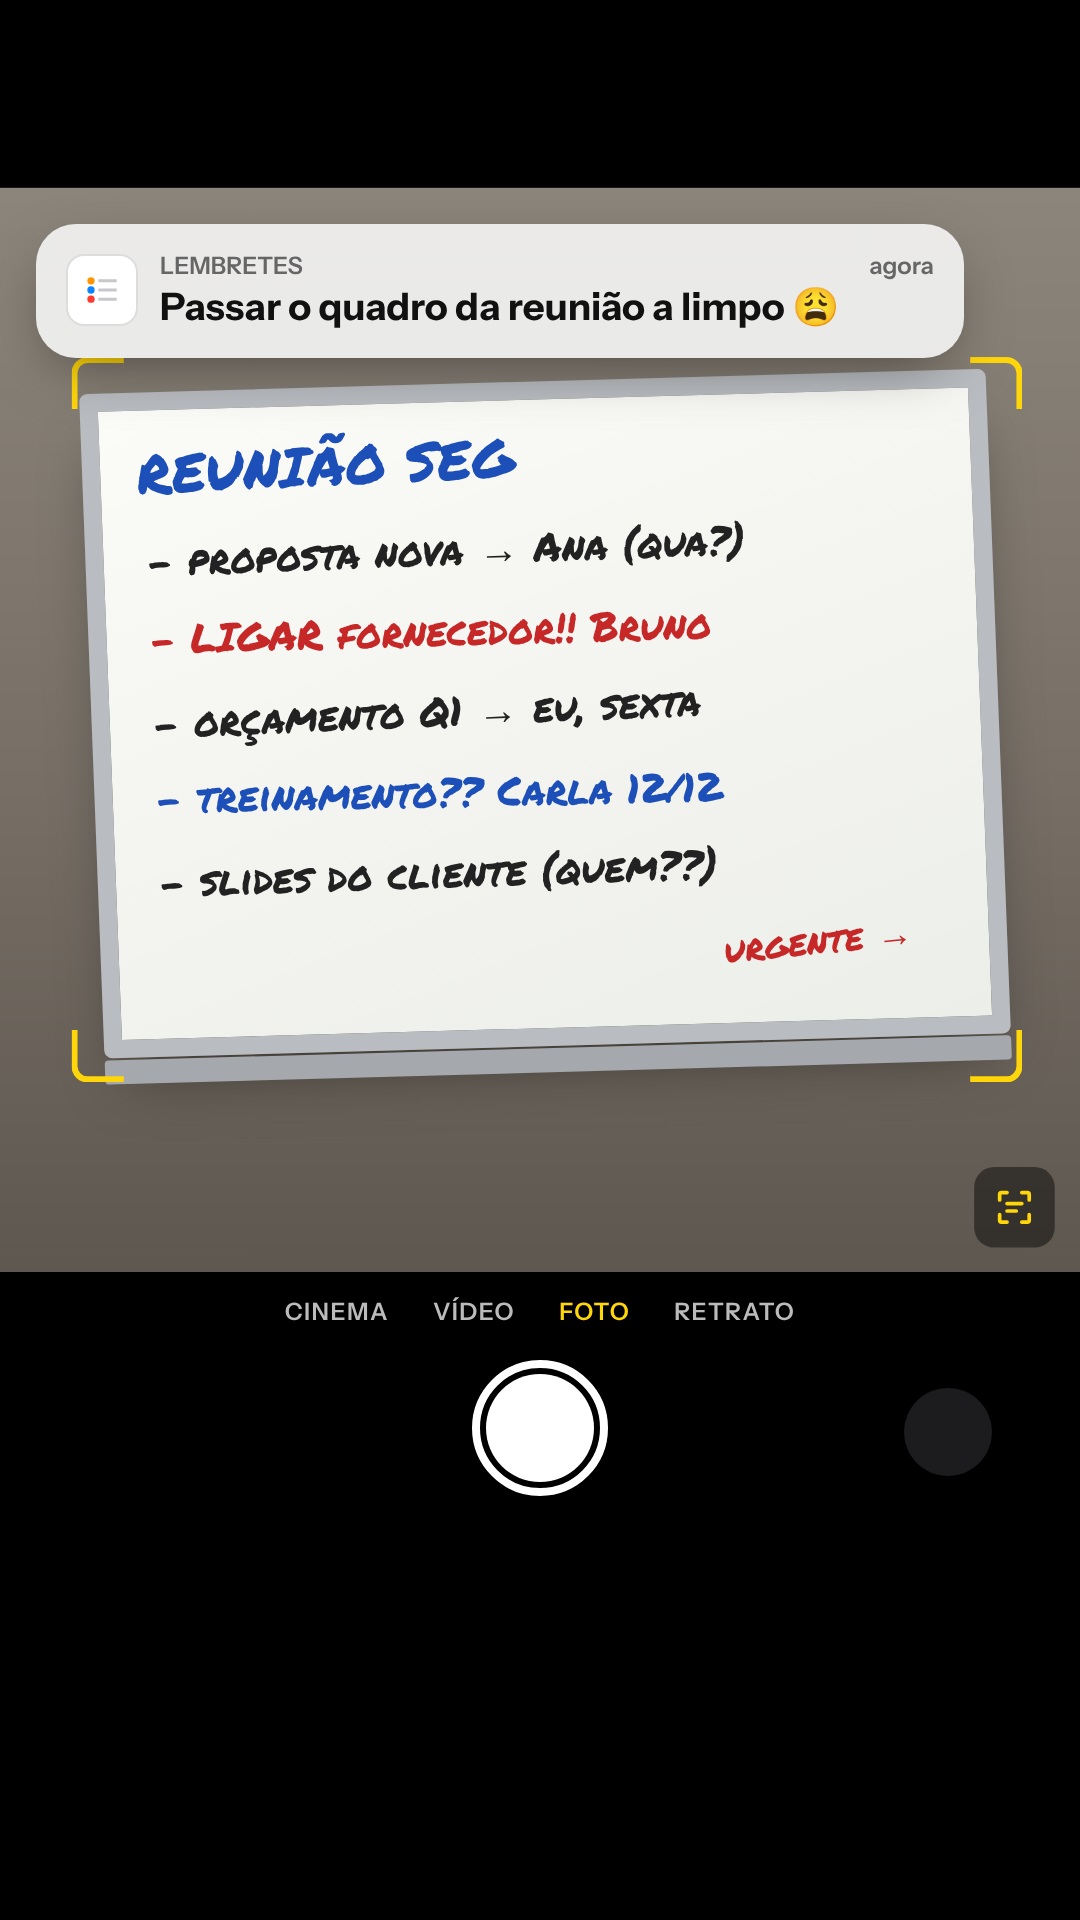 LEMBRETES
agora
Passar o quadro da reunião a limpo 😩
REUNIÃO SEG
- PROPOSTA NOVA → ANA (QUA?)
- LIGAR FORNECEDOR!! BRUNO
- ORÇAMENTO Q1 → EU, SEXTA
- TREINAMENTO?? CARLA 12/12
- SLIDES DO CLIENTE (QUEM??)
URGENTE →
CINEMA VÍDEO FOTO RETRATO